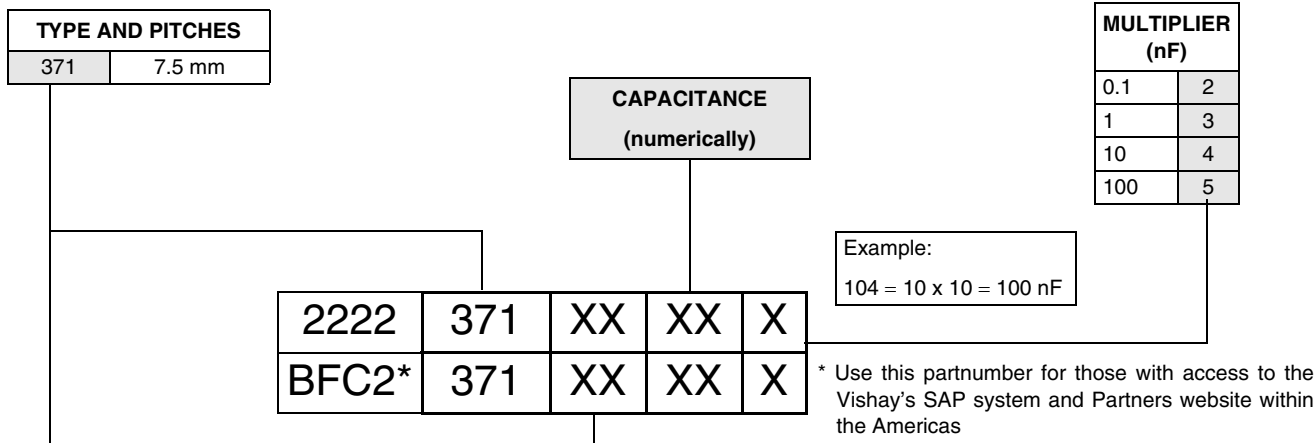 TYPE AND PITCHES
371 7.5 mm
MULTIPLIER
(nF)
0.1 2
1 3
10 4
100 5
CAPACITANCE
(numerically)
Example:
104 = 10 x 10 = 100 nF
2222 371 XX XX X
BFC2* 371 XX XX X
* Use this partnumber for those with access to the
Vishay's SAP system and Partners website within
the Americas